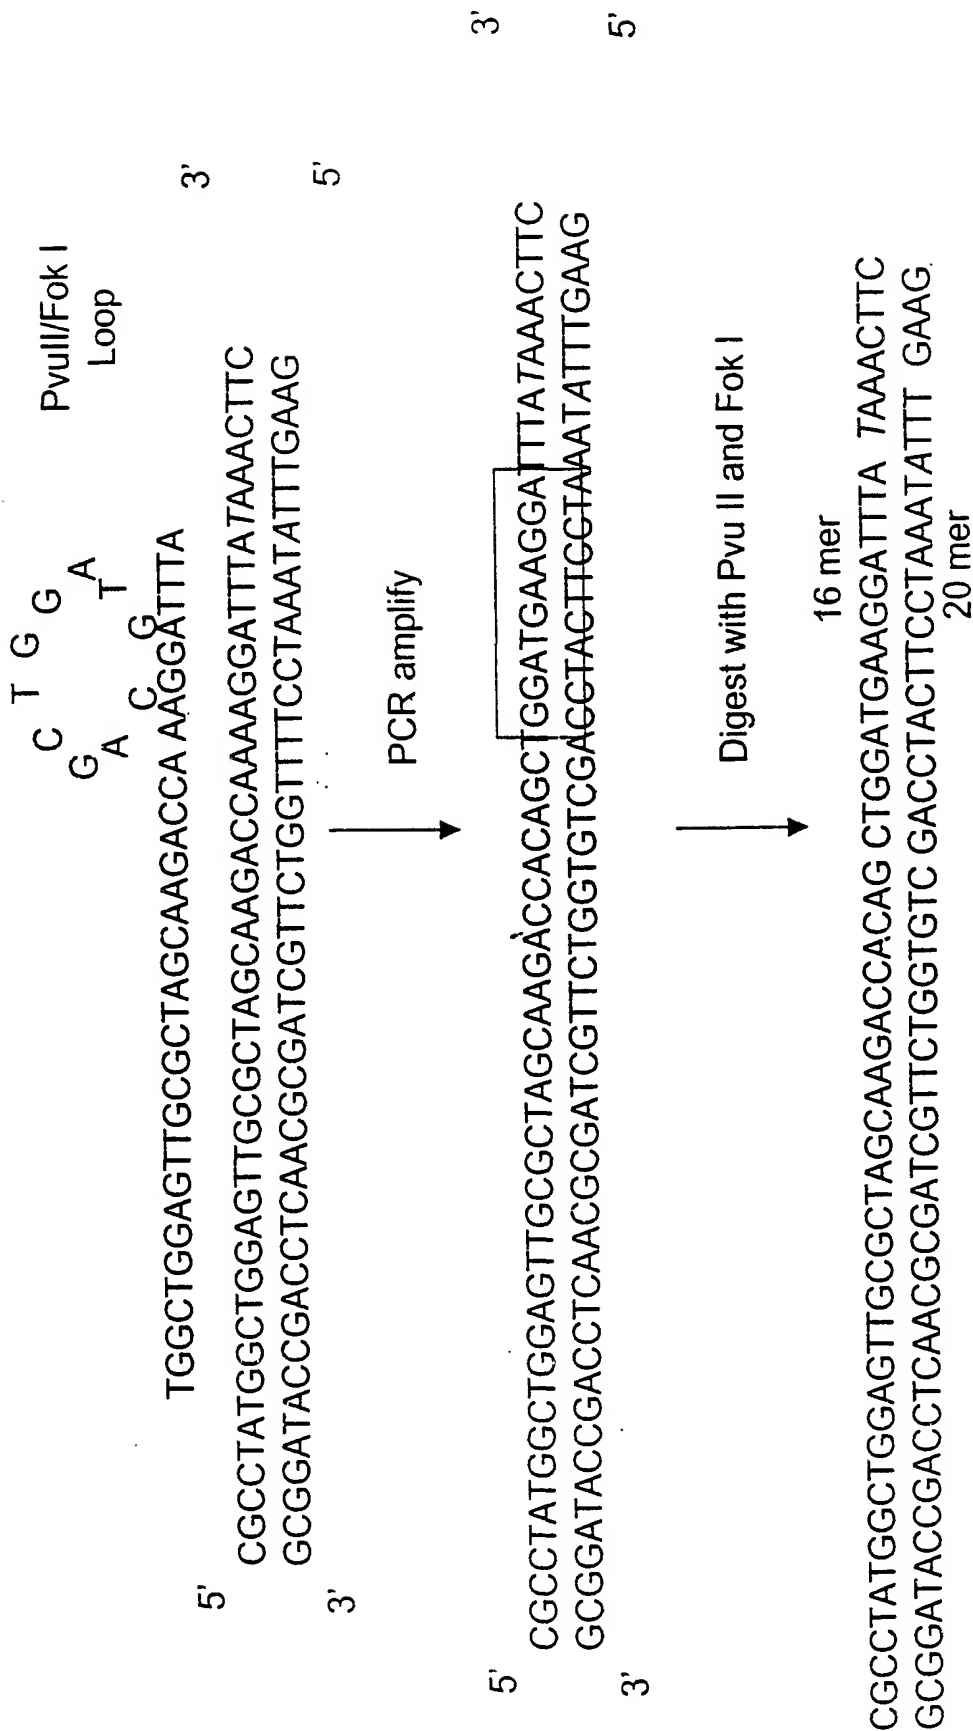 PvuII/Fok I
Loop
T G
C G
G A
A T
C G
TGGCTGGAGTTGCGCTAGCAAGACCA AAGGATTTA
5' 3'
CGCCTATGGCTGGAGTTGCGCTAGCAAGACCAAAAGGATTTATAAACTTC
GCGGATACCGACCTCAACGCGATCGTTCTGGTTTTCCTAAATATTTGAAG
3' 5'
PCR amplify
5' 3'
CGCCTATGGCTGGAGTTGCGCTAGCAAGACCACAGCTGGATGAAGGATTTATAAACTTC
GCGGATACCGACCTCAACGCGATCGTTCTGGTGTCGACCTACTTCCTAAATATTTGAAG
3' 5'
Digest with Pvu II and Fok I
16 mer
CGCCTATGGCTGGAGTTGCGCTAGCAAGACCACAG CTGGATGAAGGATTTA TAAACTTC
GCGGATACCGACCTCAACGCGATCGTTCTGGTGTC GACCTACTTCCTAAATATTT GAAG
20 mer